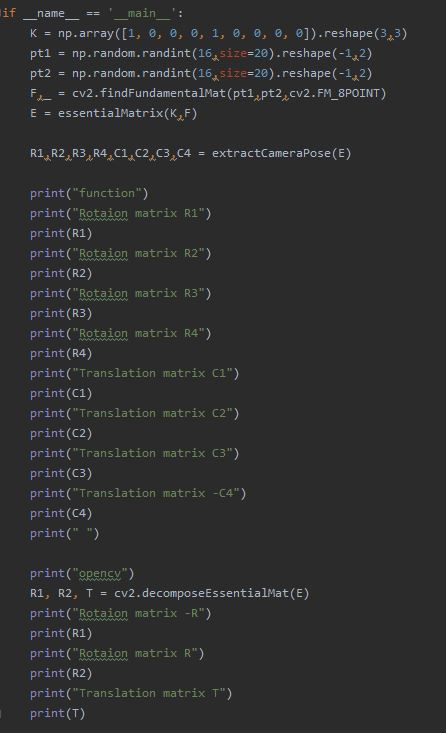 if __name__ == '__main__':
    K = np.array([1, 0, 0, 0, 1, 0, 0, 0, 0]).reshape(3,3)
    pt1 = np.random.randint(16,size=20).reshape(-1,2)
    pt2 = np.random.randint(16,size=20).reshape(-1,2)
    F,_ = cv2.findFundamentalMat(pt1,pt2,cv2.FM_8POINT)
    E = essentialMatrix(K,F)

    R1,R2,R3,R4,C1,C2,C3,C4 = extractCameraPose(E)

    print("function")
    print("Rotaion matrix R1")
    print(R1)
    print("Rotaion matrix R2")
    print(R2)
    print("Rotaion matrix R3")
    print(R3)
    print("Rotaion matrix R4")
    print(R4)
    print("Translation matrix C1")
    print(C1)
    print("Translation matrix C2")
    print(C2)
    print("Translation matrix C3")
    print(C3)
    print("Translation matrix -C4")
    print(C4)
    print(" ")

    print("opencv")
    R1, R2, T = cv2.decomposeEssentialMat(E)
    print("Rotaion matrix -R")
    print(R1)
    print("Rotaion matrix R")
    print(R2)
    print("Translation matrix T")
    print(T)